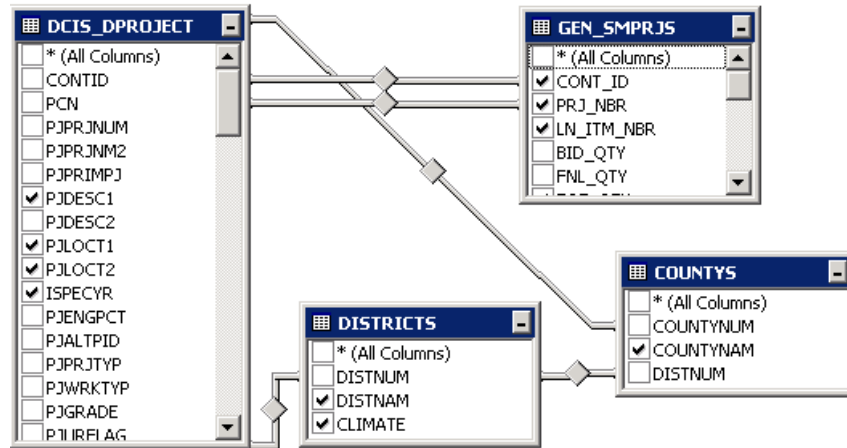 DCIS_DPROJECT
* (All Columns)
CONTID
PCN
PJPRJNUM
PJPRJNM2
PJPRIMPJ
PJDESC1
PJDESC2
PJLOCT1
PJLOCT2
ISPECYR
PJENGPCT
PJALTPID
PJPRJTYP
PJWRKTYP
PJGRADE
GEN_SMPRJS
* (All Columns)
CONT_ID
PRJ_NBR
LN_ITM_NBR
BID_QTY
FNL_QTY
DISTRICTS
* (All Columns)
DISTNUM
DISTNAM
CLIMATE
COUNTYS
* (All Columns)
COUNTYNUM
COUNTYNAM
DISTNUM